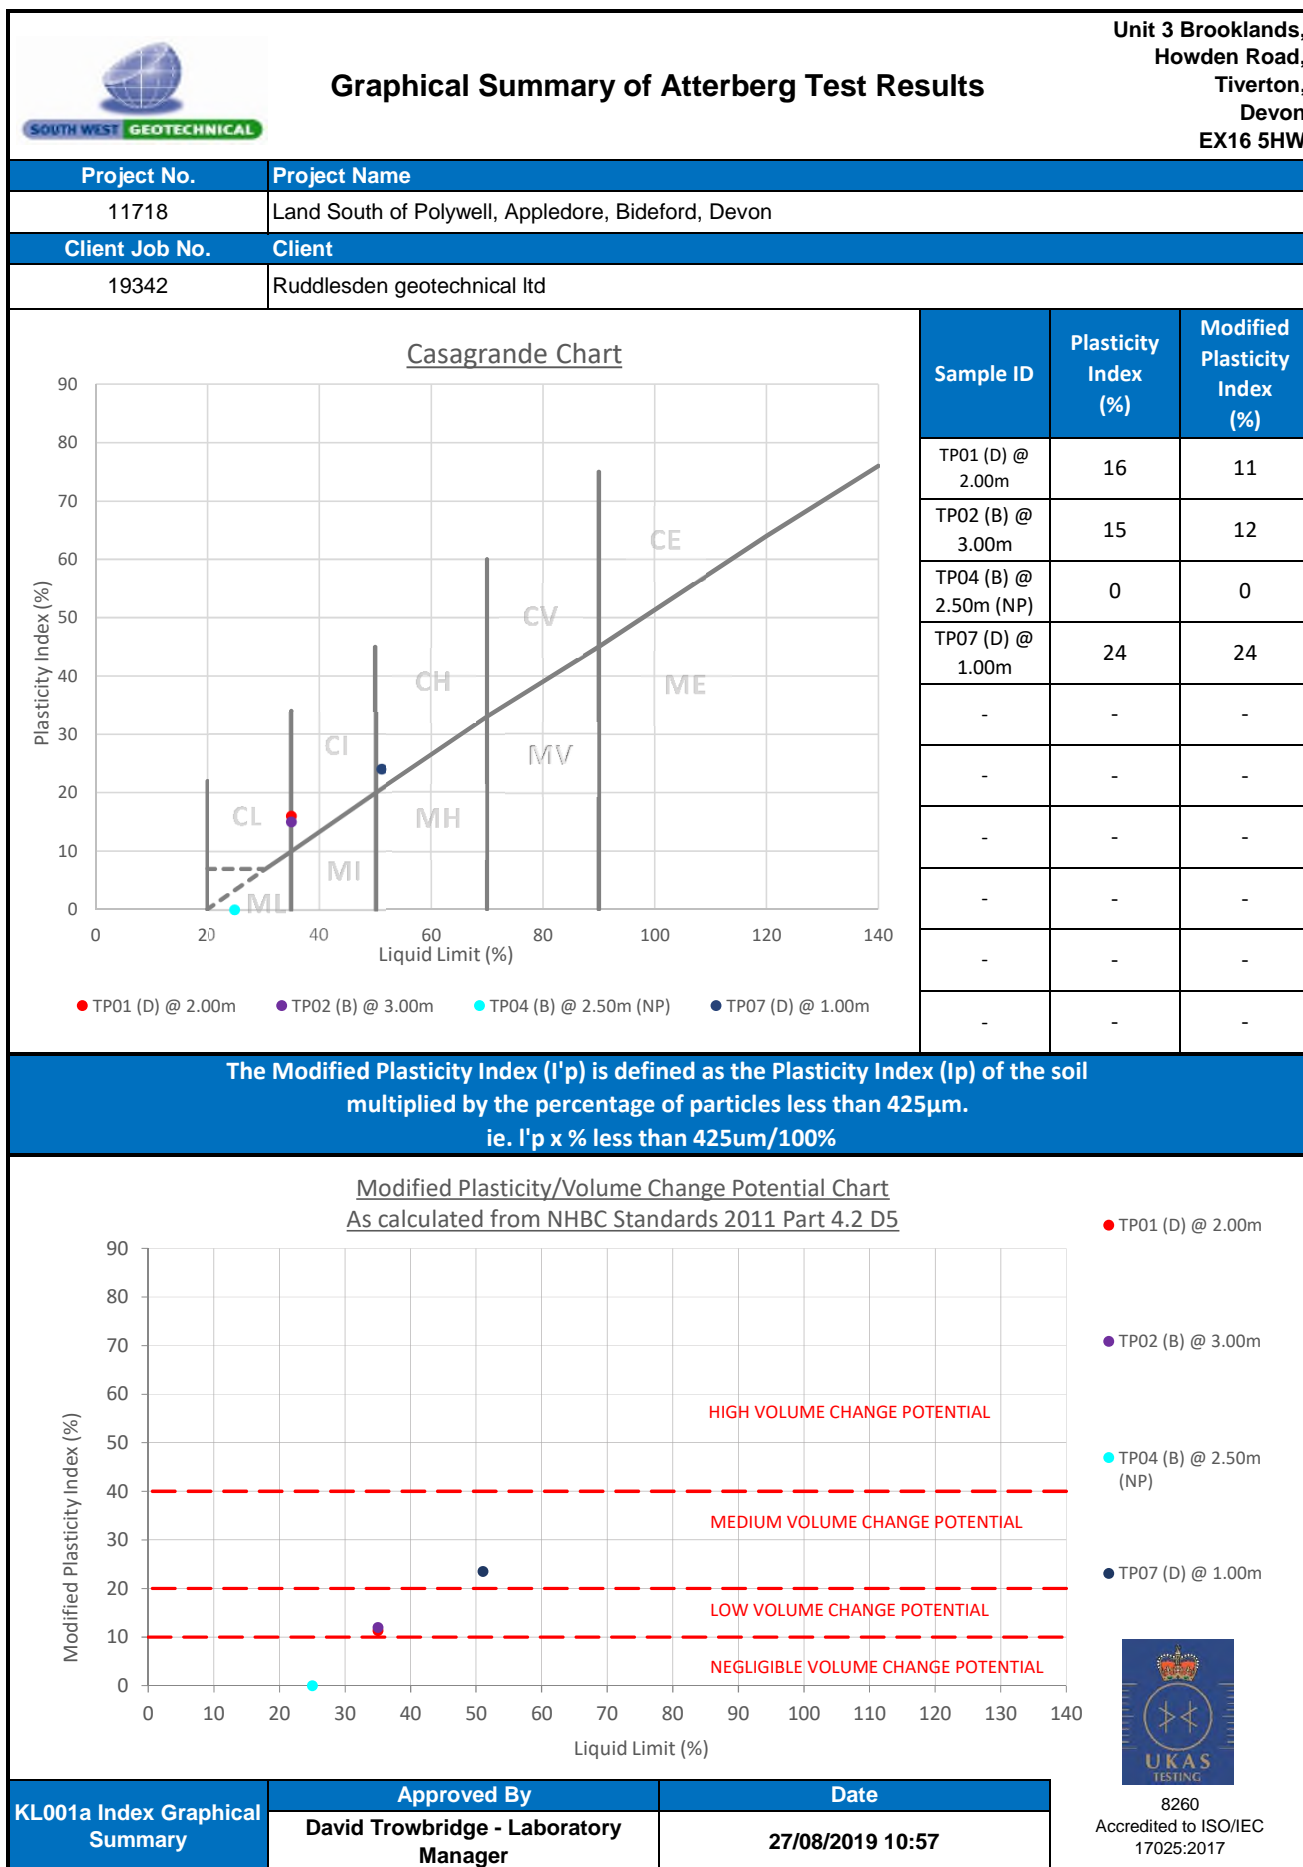 SOUTH WEST GEOTECHNICAL
Graphical Summary of Atterberg Test Results
Unit 3 Brooklands,
Howden Road,
Tiverton,
Devon
EX16 5HW
Project No. Project Name
11718 Land South of Polywell, Appledore, Bideford, Devon
Client Job No. Client
19342 Ruddlesden geotechnical ltd
Casagrande Chart
90
80
70
60
50
40
30
20
10
0
Plasticity Index (%)
CL
CI
CH
CV
CE
ML
MI
MH
MV
ME
0 20 40 60 80 100 120 140
Liquid Limit (%)
TP01 (D) @ 2.00m TP02 (B) @ 3.00m TP04 (B) @ 2.50m (NP) TP07 (D) @ 1.00m
Sample ID
Plasticity
Index
(%)
Modified
Plasticity
Index
(%)
TP01 (D) @
2.00m
16 11
TP02 (B) @
3.00m
15 12
TP04 (B) @
2.50m (NP)
0 0
TP07 (D) @
1.00m
24 24
- - -
- - -
- - -
- - -
- - -
- - -
The Modified Plasticity Index (I'p) is defined as the Plasticity Index (Ip) of the soil
multiplied by the percentage of particles less than 425µm.
ie. I'p x % less than 425um/100%
Modified Plasticity/Volume Change Potential Chart
As calculated from NHBC Standards 2011 Part 4.2 D5
90
80
70
60
50
40
30
20
10
0
Modified Plasticity Index (%)
HIGH VOLUME CHANGE POTENTIAL
MEDIUM VOLUME CHANGE POTENTIAL
LOW VOLUME CHANGE POTENTIAL
NEGLIGIBLE VOLUME CHANGE POTENTIAL
0 10 20 30 40 50 60 70 80 90 100 110 120 130 140
Liquid Limit (%)
TP01 (D) @ 2.00m
TP02 (B) @ 3.00m
TP04 (B) @ 2.50m
(NP)
TP07 (D) @ 1.00m
UKAS
TESTING
8260
Accredited to ISO/IEC
17025:2017
KL001a Index Graphical
Summary
Approved By
David Trowbridge - Laboratory
Manager
Date
27/08/2019 10:57